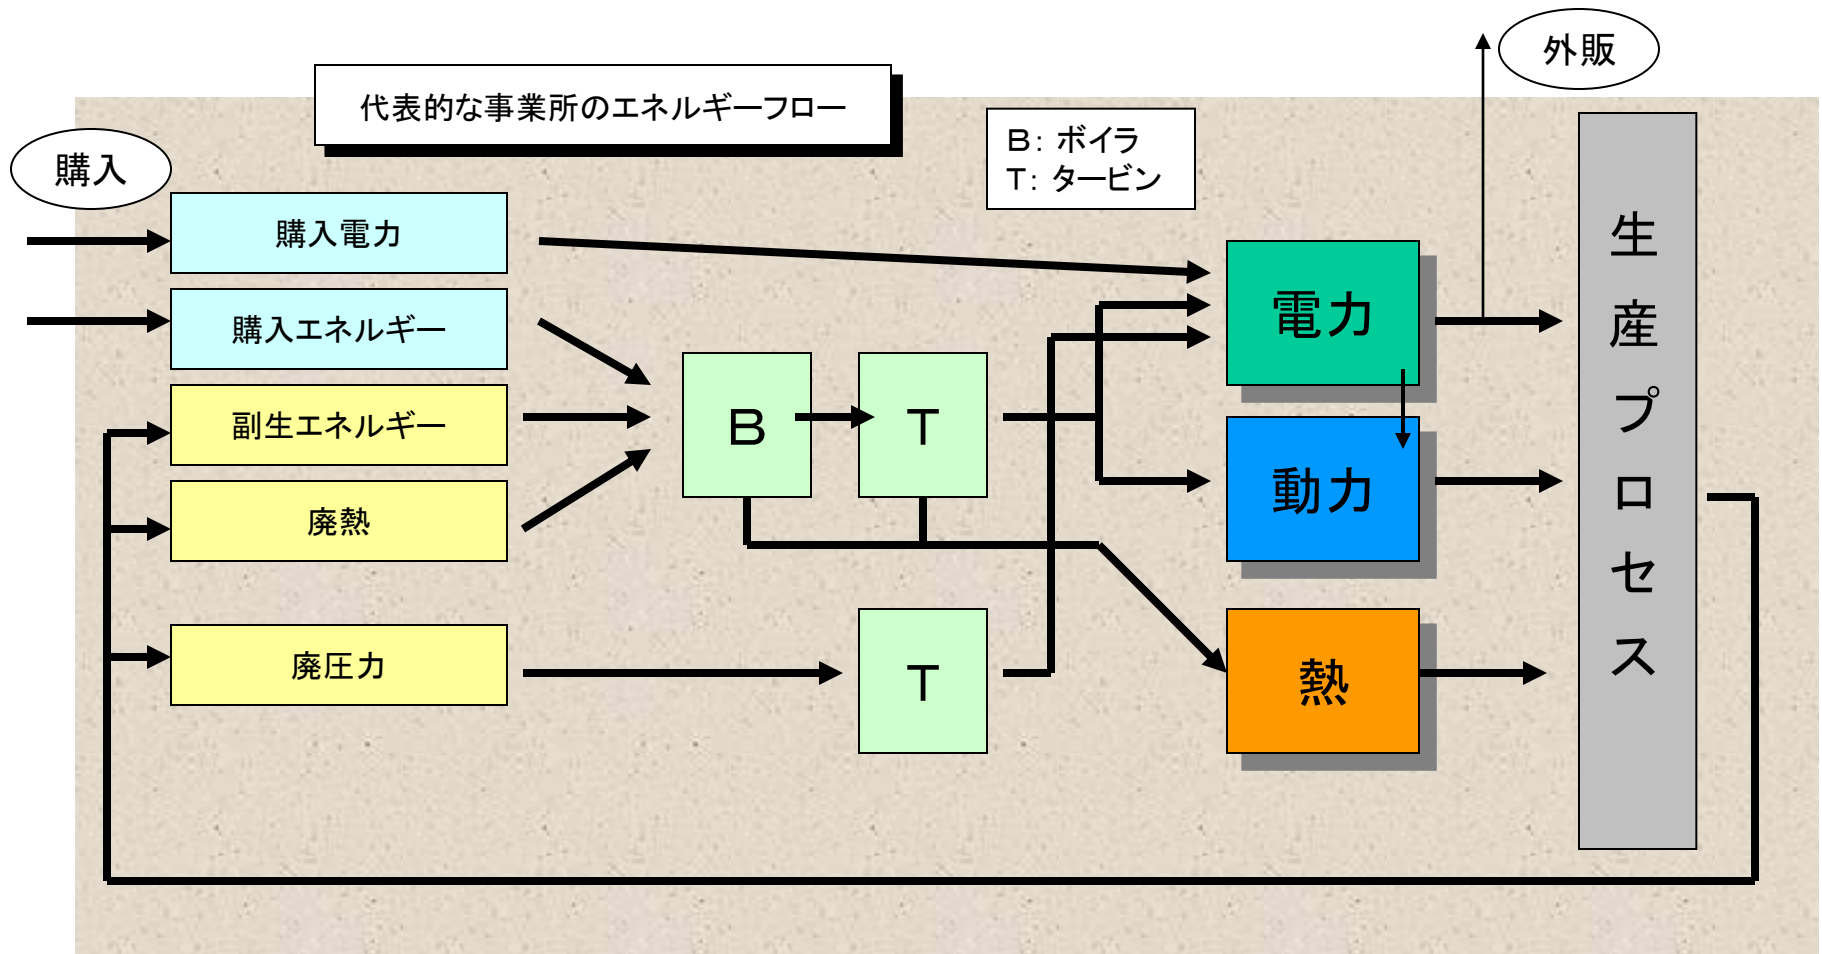 外販
代表的な事業所のエネルギーフロー
B: ボイラ
T: タービン
購入
購入電力
購入エネルギー
副生エネルギー
廃熱
廃圧力
B
T
T
電力
動力
熱
生産プロセス